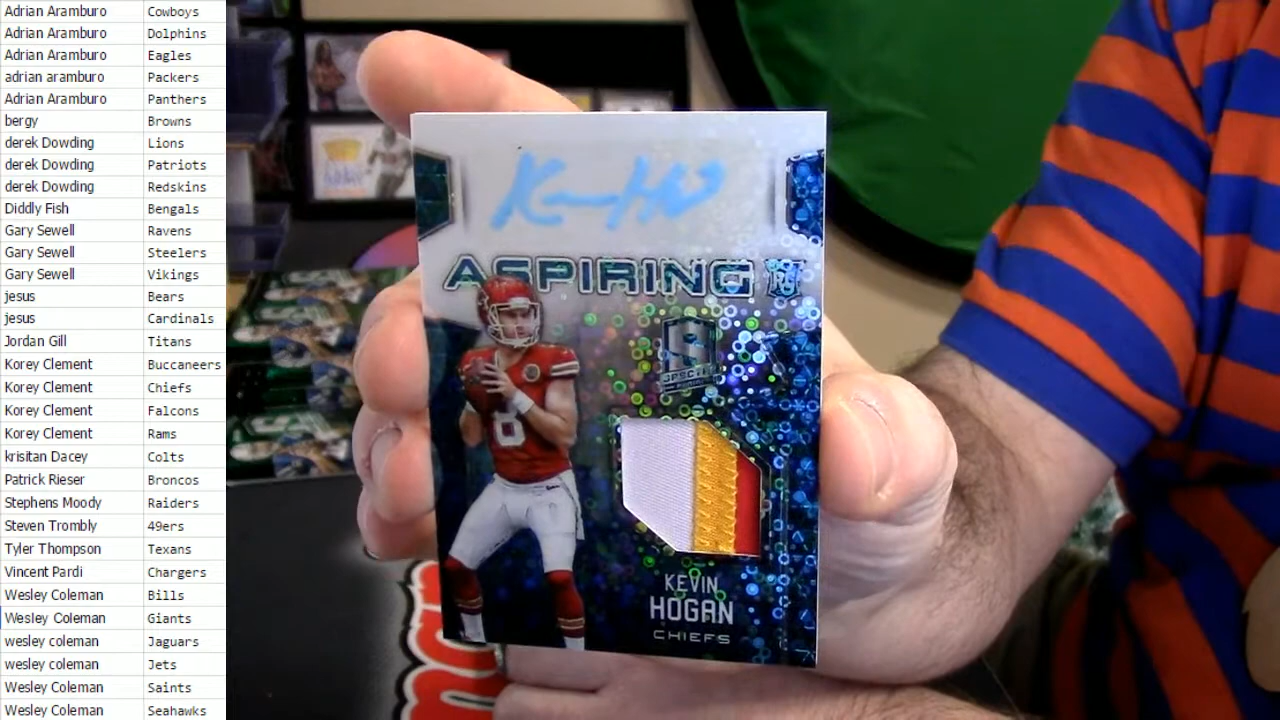 Adrian Aramburo Cowboys
Adrian Aramburo Dolphins
Adrian Aramburo Eagles
adrian aramburo Packers
Adrian Aramburo Panthers
bergy Browns
derek Dowding Lions
derek Dowding Patriots
derek Dowding Redskins
Diddly Fish Bengals
Gary Sewell Ravens
Gary Sewell Steelers
Gary Sewell Vikings
jesus Bears
jesus Cardinals
Jordan Gill Titans
Korey Clement Buccaneers
Korey Clement Chiefs
Korey Clement Falcons
Korey Clement Rams
krisitan Dacey Colts
Patrick Rieser Broncos
Stephens Moody Raiders
Steven Trombly 49ers
Tyler Thompson Texans
Vincent Pardi Chargers
Wesley Coleman Bills
Wesley Coleman Giants
wesley coleman Jaguars
wesley coleman Jets
Wesley Coleman Saints
Wesley Coleman Seahawks
ASPIRING
8
KEVIN
HOGAN
CHIEFS